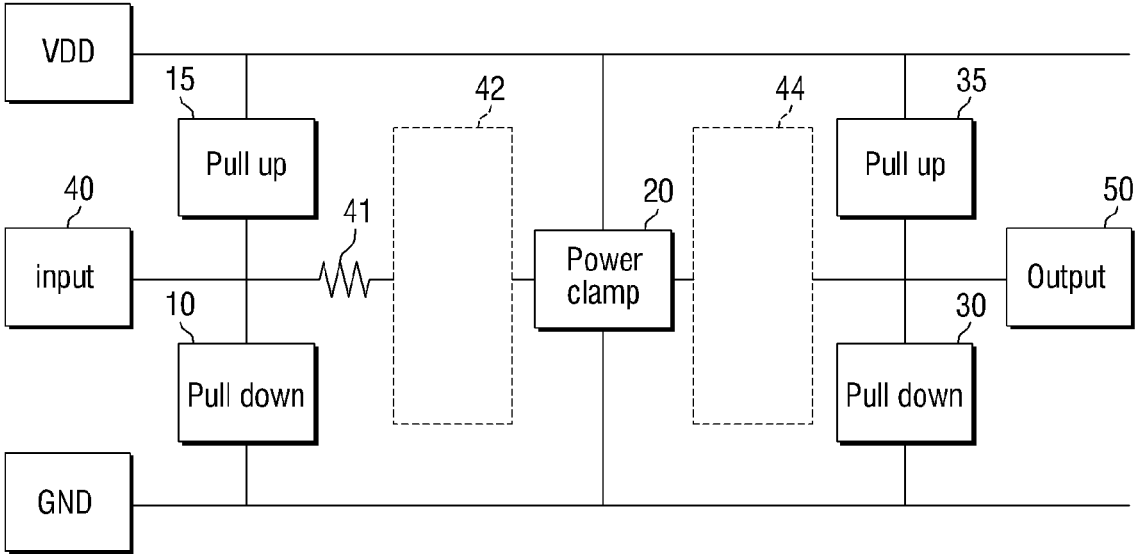 VDD
15
Pull up
42
44
35
Pull up
40
input
41
20
Power
clamp
50
Output
10
Pull down
30
Pull down
GND